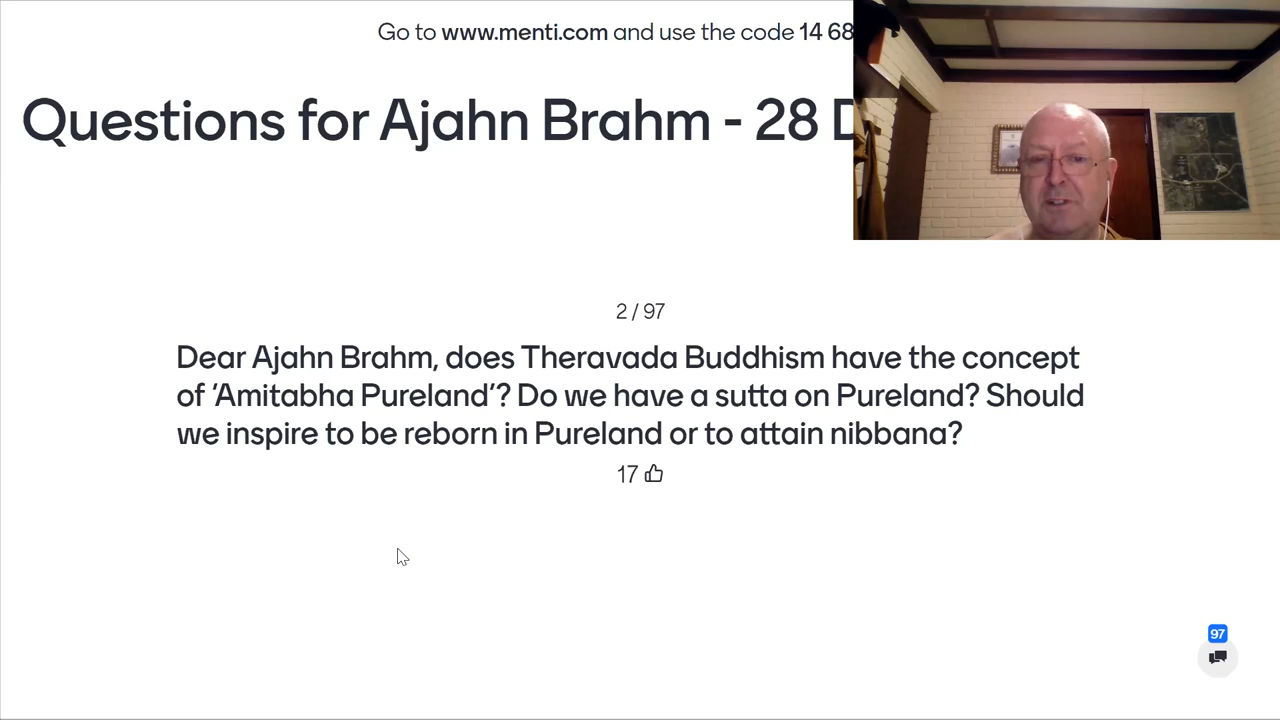 Go to www.menti.com and use the code 14 68
Questions for Ajahn Brahm - 28
2 / 97
Dear Ajahn Brahm, does Theravada Buddhism have the concept
of ‘Amitabha Pureland’? Do we have a sutta on Pureland? Should
we inspire to be reborn in Pureland or to attain nibbana?
17
97